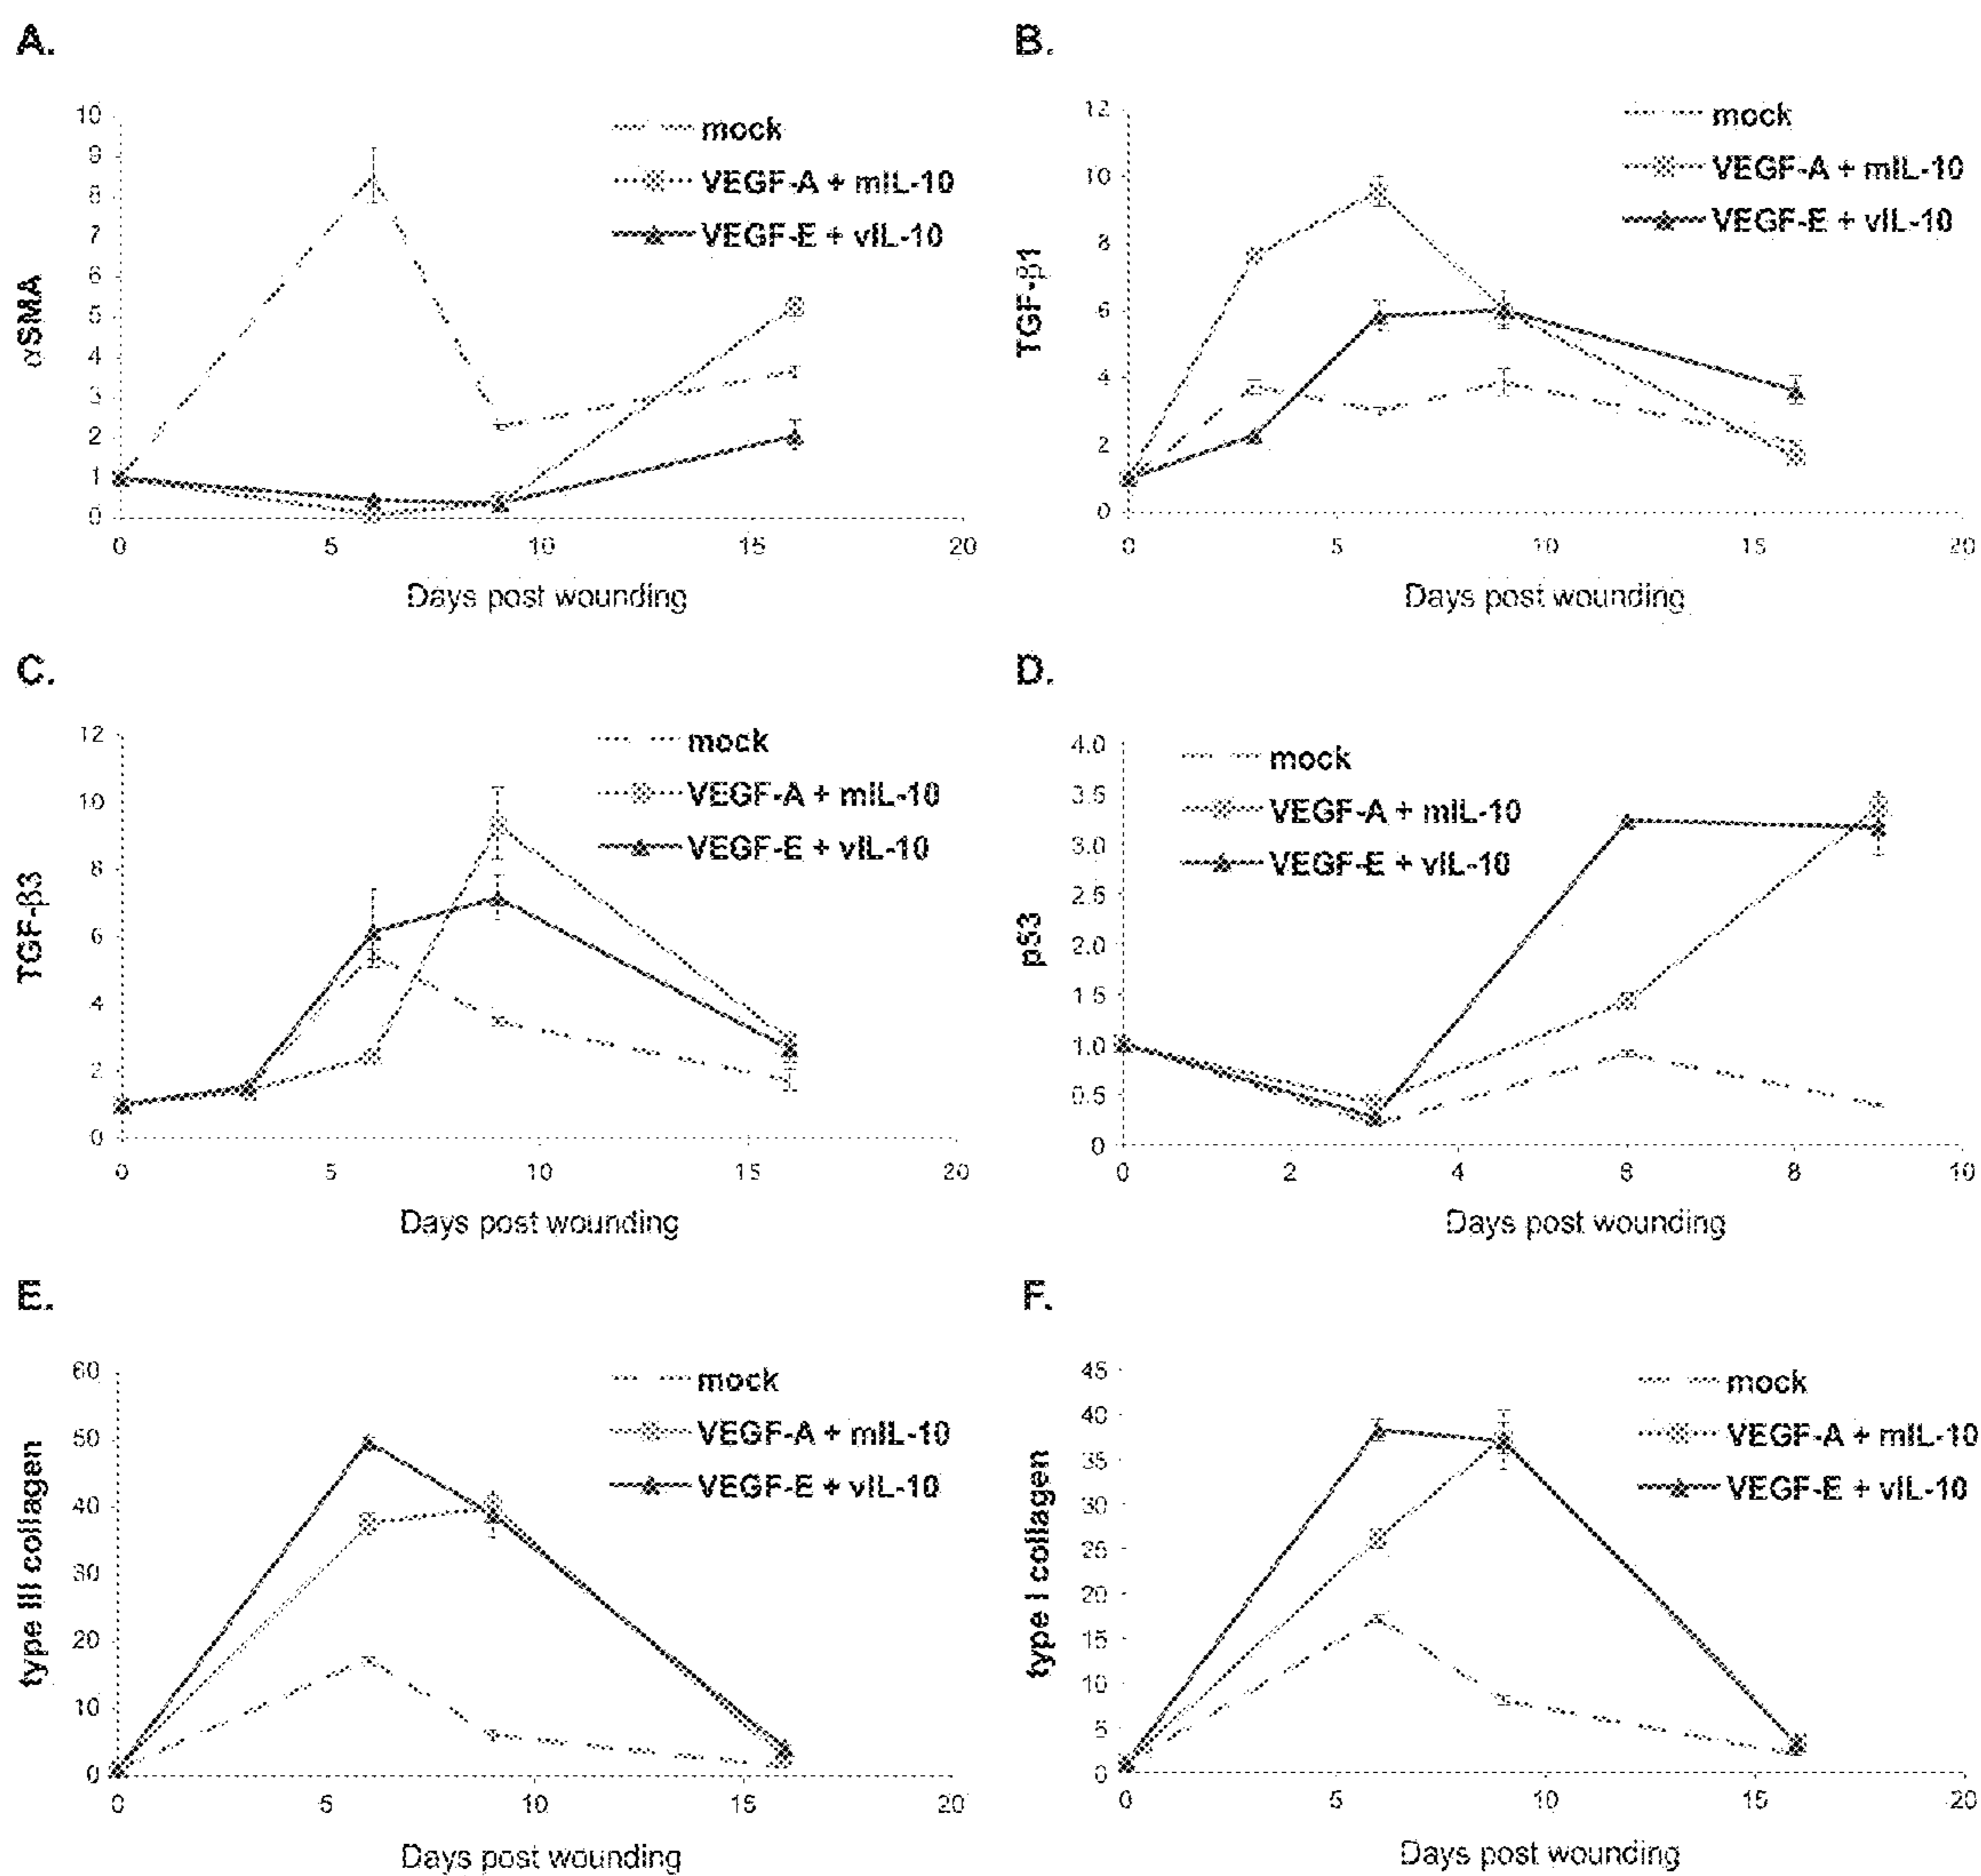 A.
αSMA
10
9
8
7
6
5
4
3
2
1
0
mock
VEGF-A + mIL-10
VEGF-E + vIL-10
0 5 10 15 20
Days post wounding
B.
TGF-β1
12
10
8
6
4
2
0
mock
VEGF-A + mIL-10
VEGF-E + vIL-10
0 5 10 15 20
Days post wounding
C.
TGF-β3
12
10
8
6
4
2
0
mock
VEGF-A + mIL-10
VEGF-E + vIL-10
0 5 10 15 20
Days post wounding
D.
p53
4.0
3.5
3.0
2.5
2.0
1.5
1.0
0.5
0
mock
VEGF-A + mIL-10
VEGF-E + vIL-10
0 2 4 6 8 10
Days post wounding
E.
type III collagen
60
50
40
30
20
10
0
mock
VEGF-A + mIL-10
VEGF-E + vIL-10
0 5 10 15 20
Days post wounding
F.
type I collagen
45
40
35
30
25
20
15
10
5
0
mock
VEGF-A + mIL-10
VEGF-E + vIL-10
0 5 10 15 20
Days post wounding